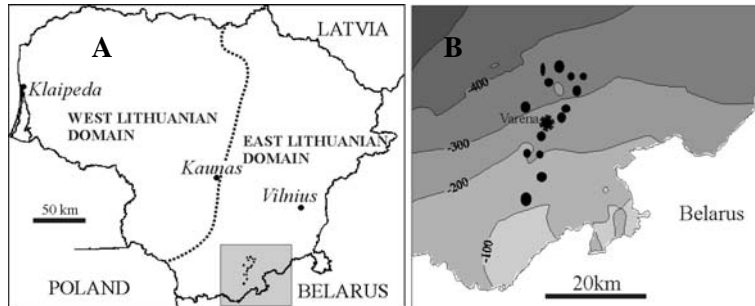 A
LATVIA
Klaipeda
WEST LITHUANIAN
DOMAIN
EAST LITHUANIAN
DOMAIN
Kaunas
Vilnius
50 km
POLAND
BELARUS
B
-400
Varena
-300
-200
-100
Belarus
20km